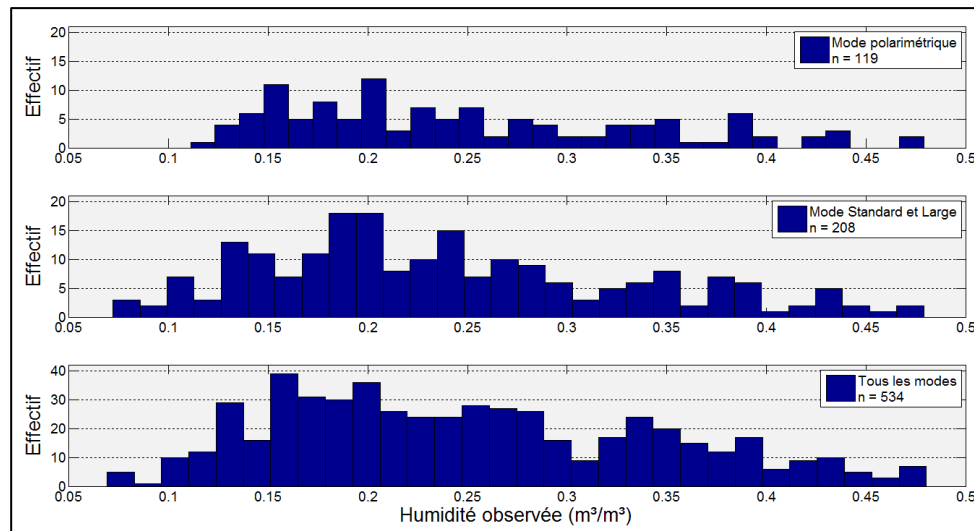 20
15
10
5
0
Effectif
Mode polarimétrique
n = 119
0.05 0.1 0.15 0.2 0.25 0.3 0.35 0.4 0.45 0.5
20
15
10
5
0
Effectif
Mode Standard et Large
n = 208
0.05 0.1 0.15 0.2 0.25 0.3 0.35 0.4 0.45 0.5
40
30
20
10
0
Effectif
Tous les modes
n = 534
0.05 0.1 0.15 0.2 0.25 0.3 0.35 0.4 0.45 0.5
Humidité observée (m³/m³)